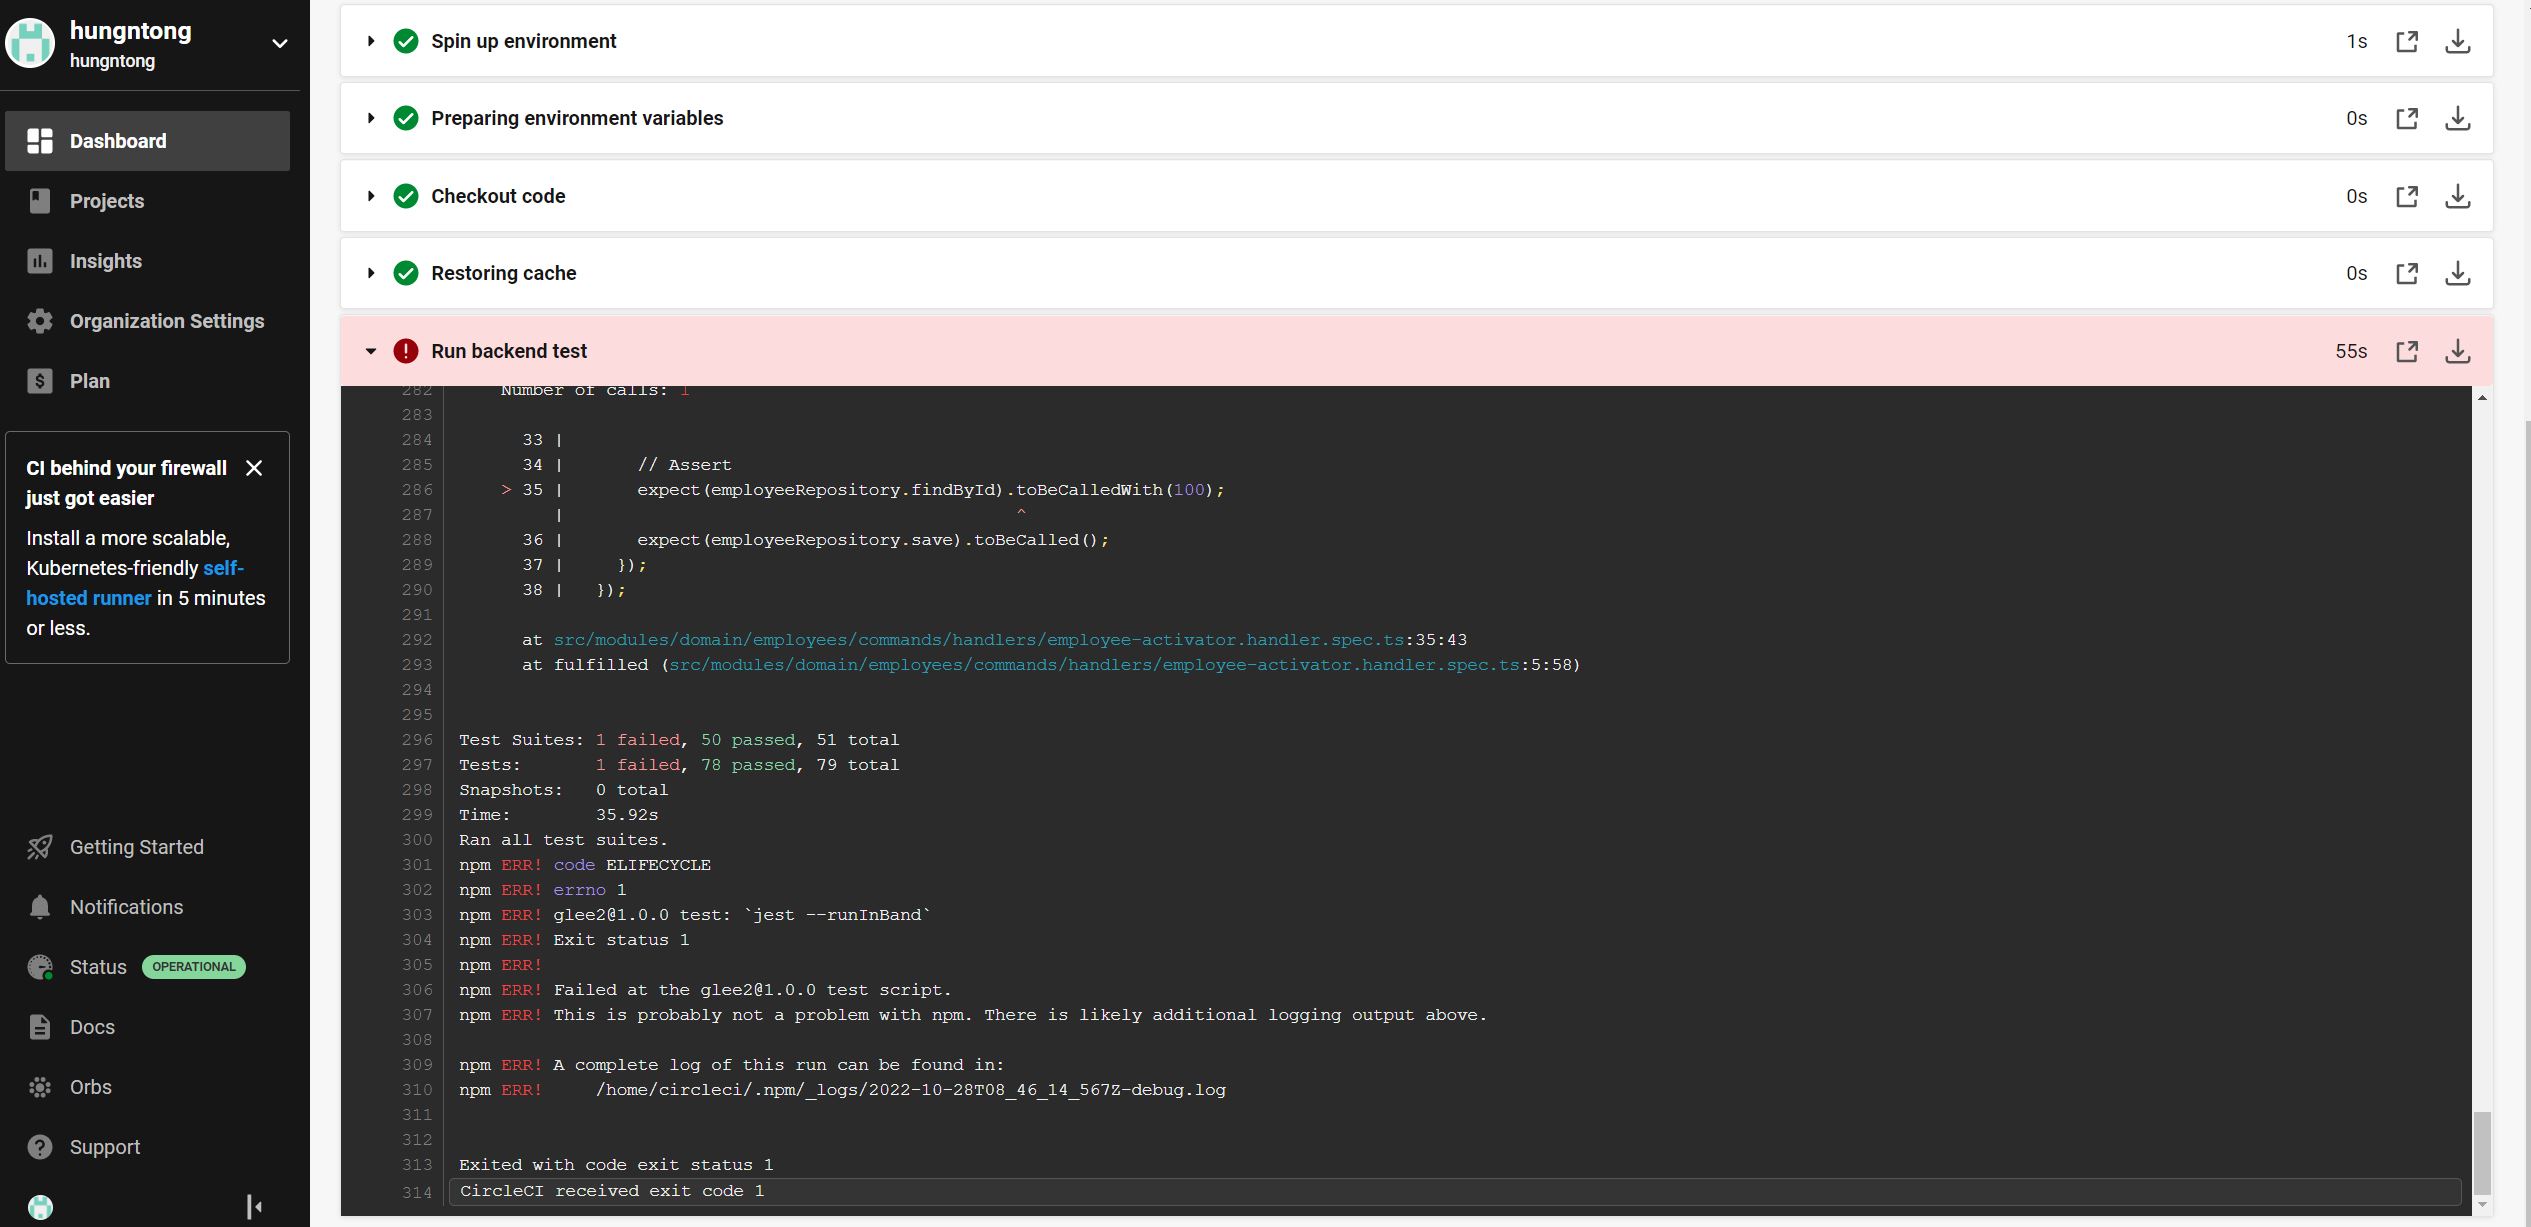 hungntong
hungntong
Dashboard
Projects
Insights
Organization Settings
Plan
CI behind your firewall
just got easier
Install a more scalable,
Kubernetes-friendly self-
hosted runner in 5 minutes
or less.
Getting Started
Notifications
Status OPERATIONAL
Docs
Orbs
Support
Spin up environment 1s
Preparing environment variables 0s
Checkout code 0s
Restoring cache 0s
Run backend test 55s
282 Number of calls: 1
283
284 33 |
285 34 | // Assert
286 > 35 | expect(employeeRepository.findById).toBeCalledWith(100);
287 | ^
288 36 | expect(employeeRepository.save).toBeCalled();
289 37 | });
290 38 | });
291
292 at src/modules/domain/employees/commands/handlers/employee-activator.handler.spec.ts:35:43
293 at fulfilled (src/modules/domain/employees/commands/handlers/employee-activator.handler.spec.ts:5:58)
294
295
296 Test Suites: 1 failed, 50 passed, 51 total
297 Tests: 1 failed, 78 passed, 79 total
298 Snapshots: 0 total
299 Time: 35.92s
300 Ran all test suites.
301 npm ERR! code ELIFECYCLE
302 npm ERR! errno 1
303 npm ERR! glee2@1.0.0 test: `jest --runInBand`
304 npm ERR! Exit status 1
305 npm ERR!
306 npm ERR! Failed at the glee2@1.0.0 test script.
307 npm ERR! This is probably not a problem with npm. There is likely additional logging output above.
308
309 npm ERR! A complete log of this run can be found in:
310 npm ERR! /home/circleci/.npm/_logs/2022-10-28T08_46_14_567Z-debug.log
311
312
313 Exited with code exit status 1
314 CircleCI received exit code 1